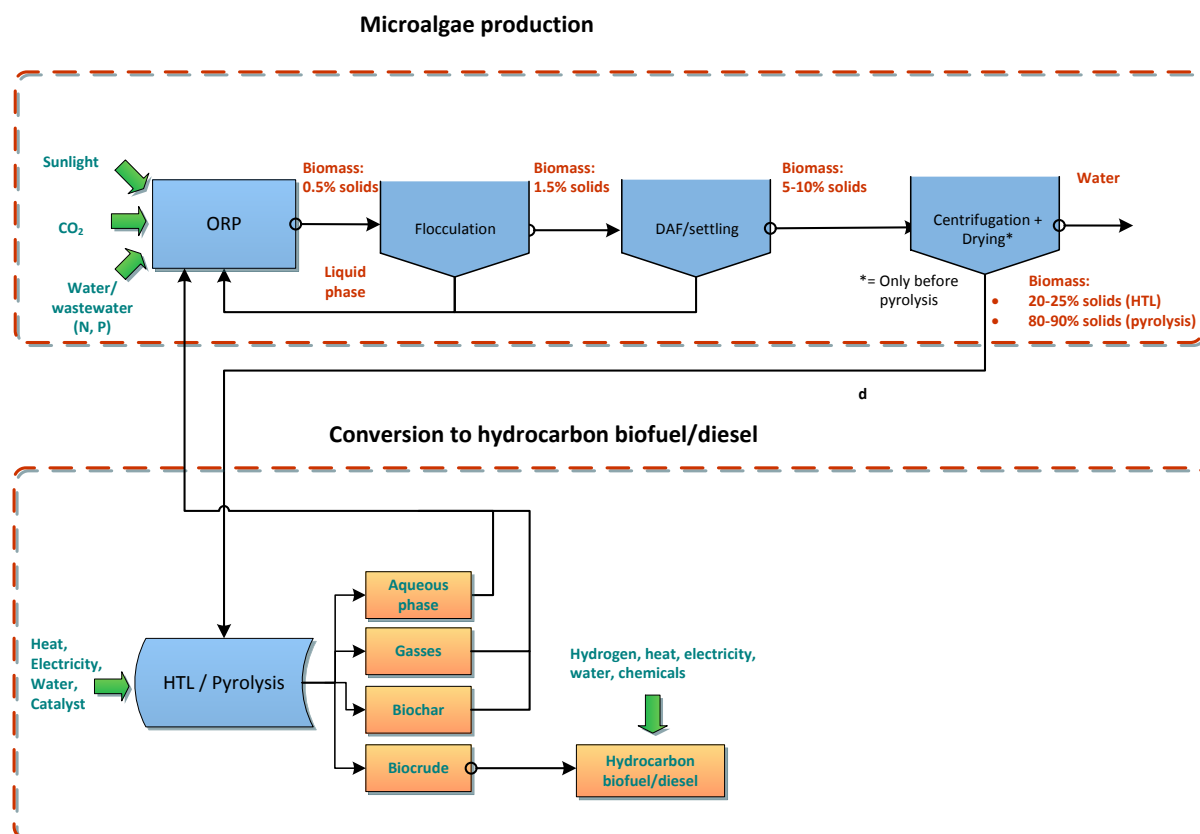 Microalgae production
Sunlight
CO₂
Water/
wastewater
(N, P)
ORP
Biomass:
0.5% solids
Flocculation
Liquid
phase
Biomass:
1.5% solids
DAF/settling
Biomass:
5-10% solids
Centrifugation +
Drying*
*= Only before
pyrolysis
Water
Biomass:
• 20-25% solids (HTL)
• 80-90% solids (pyrolysis)
d
Conversion to hydrocarbon biofuel/diesel
Heat,
Electricity,
Water,
Catalyst
HTL / Pyrolysis
Aqueous
phase
Gasses
Biochar
Biocrude
Hydrogen, heat, electricity,
water, chemicals
Hydrocarbon
biofuel/diesel